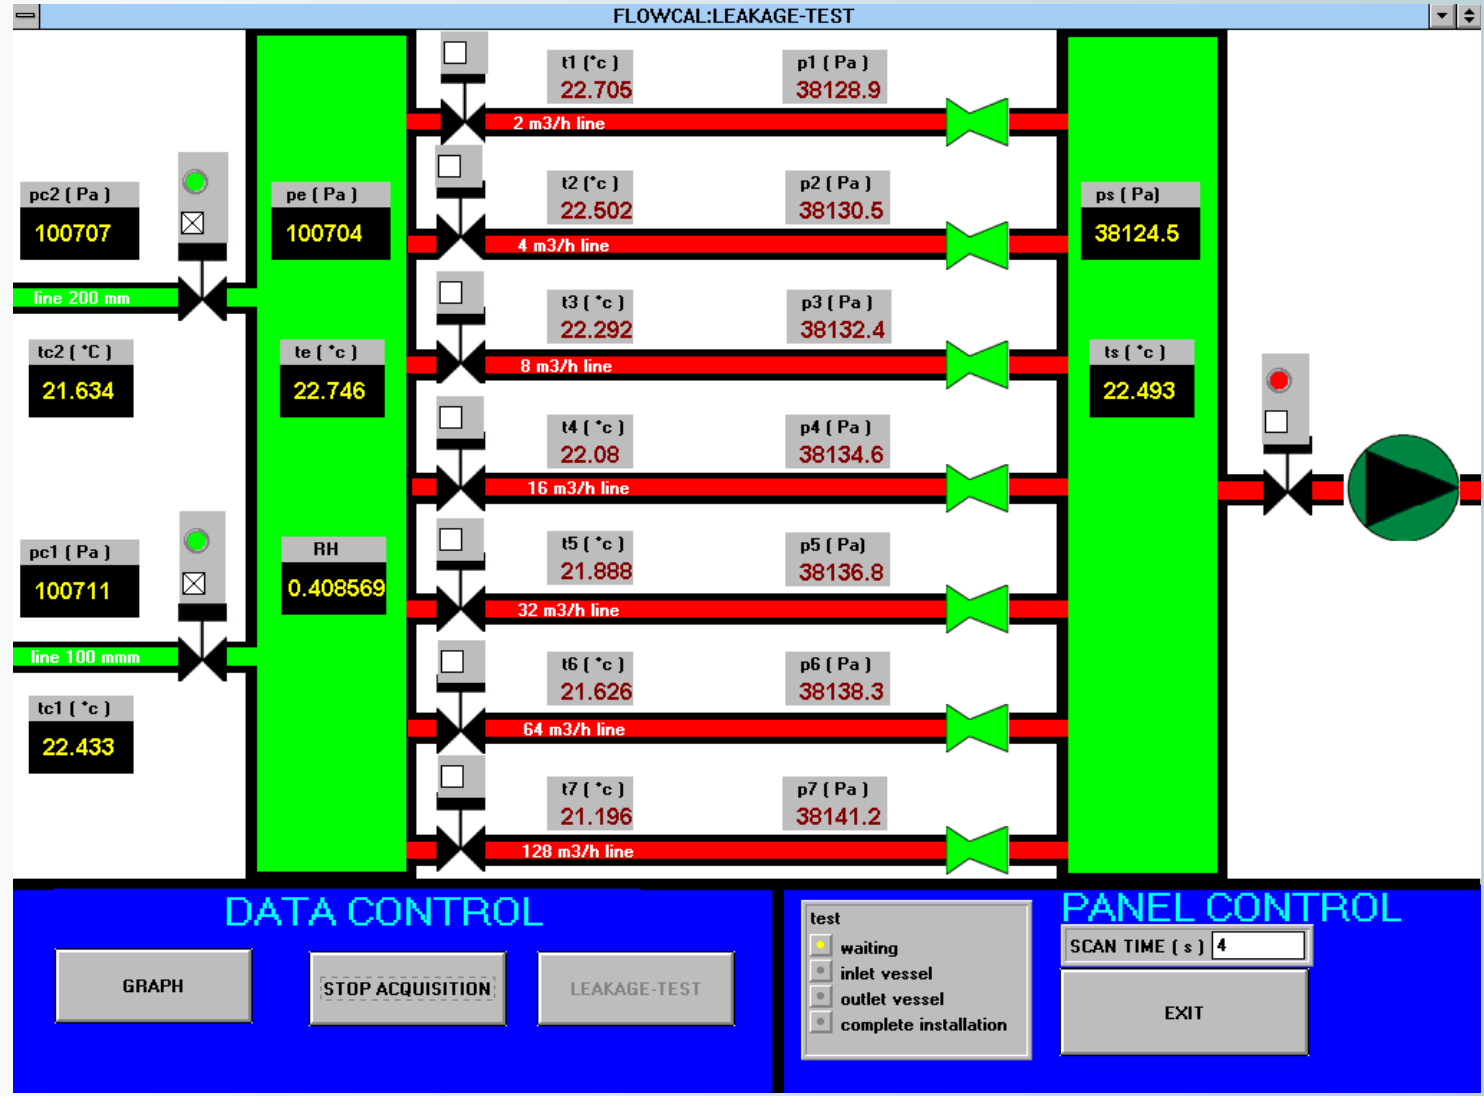 FLOWCAL:LEAKAGE-TEST
t1 (°c )
22.705
p1 ( Pa )
38128.9
2 m3/h line
pc2 ( Pa )
100707
pe ( Pa )
100704
t2 (°c )
22.502
p2 ( Pa )
38130.5
ps ( Pa)
38124.5
4 m3/h line
line 200 mm
t3 ( °c )
22.292
p3 ( Pa )
38132.4
tc2 ( °C )
21.634
te ( °c )
22.746
8 m3/h line
ts ( °c )
22.493
t4 ( °c )
22.08
p4 ( Pa )
38134.6
16 m3/h line
pc1 ( Pa )
100711
RH
0.408569
t5 ( °c )
21.888
p5 ( Pa)
38136.8
32 m3/h line
line 100 mmm
t6 ( °c )
21.626
p6 ( Pa )
38138.3
tc1 ( °c )
22.433
64 m3/h line
t7 ( °c )
21.196
p7 ( Pa )
38141.2
128 m3/h line
DATA CONTROL
GRAPH
STOP ACQUISITION
LEAKAGE-TEST
test
waiting
inlet vessel
outlet vessel
complete installation
PANEL CONTROL
SCAN TIME ( s ) 4
EXIT